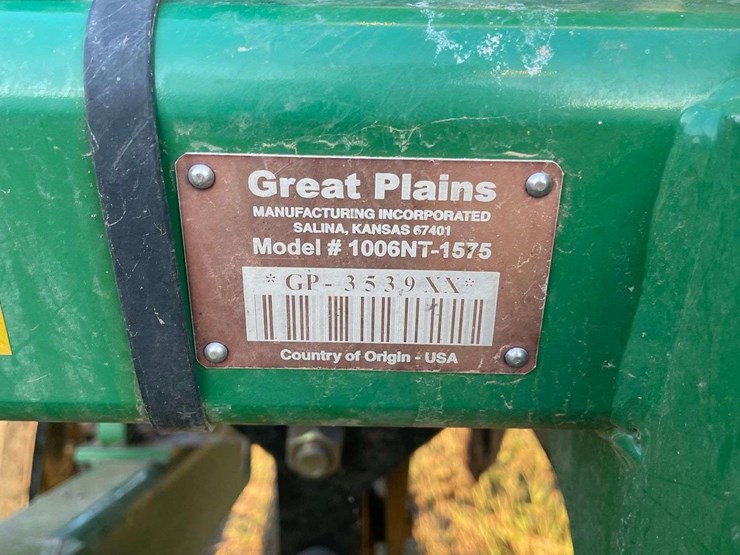 Great Plains
MANUFACTURING INCORPORATED
SALINA, KANSAS 67401
Model # 1006NT-1575
*GP-3539XX*
Country of Origin - USA